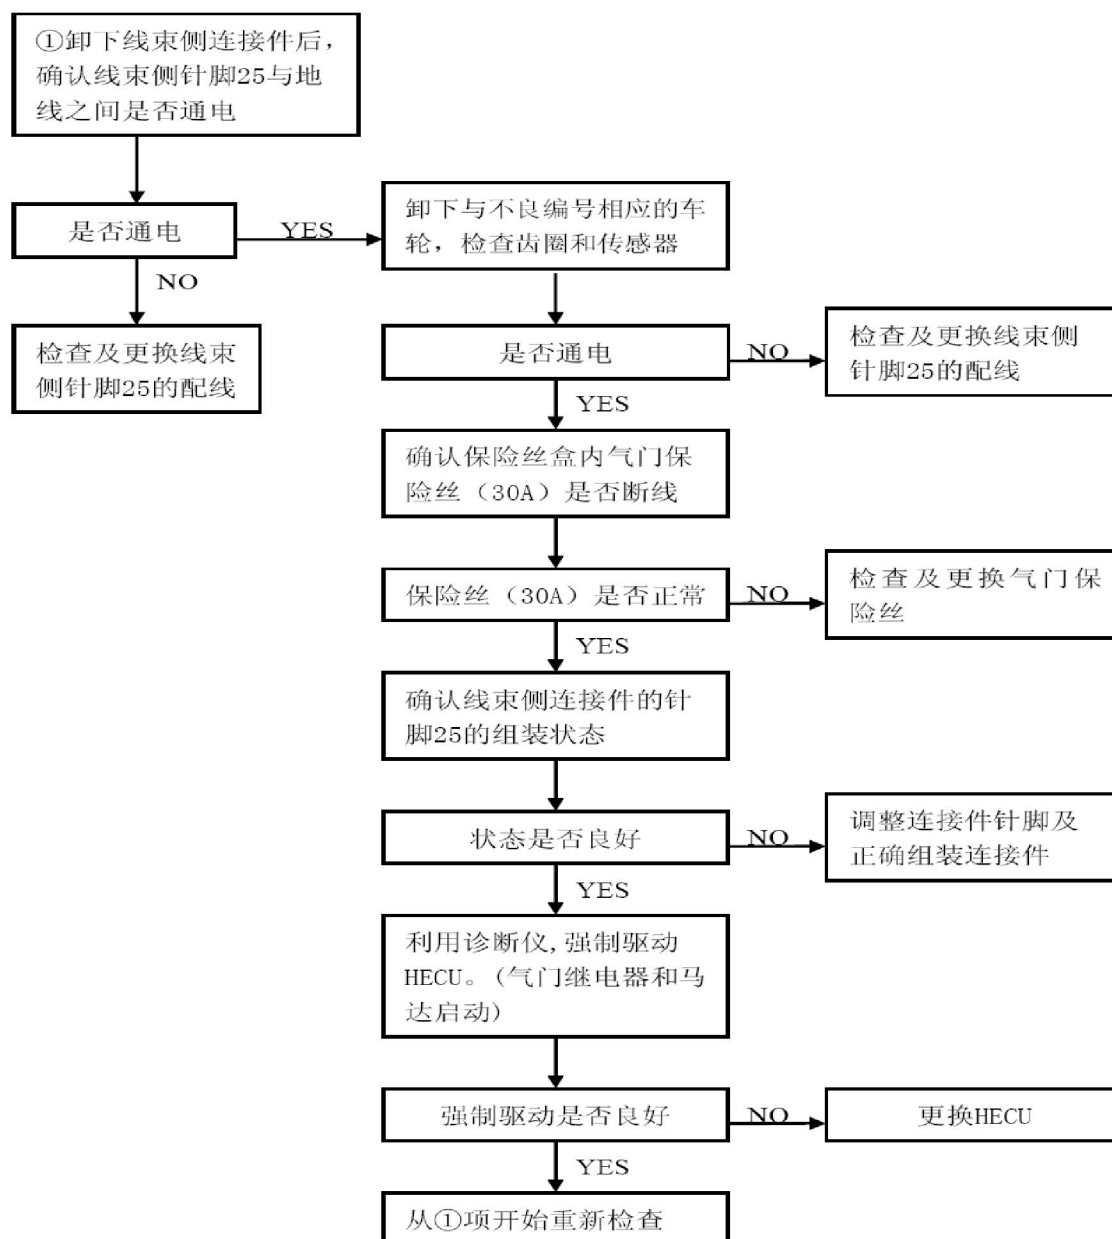 ①卸下线束侧连接件后，
确认线束侧针脚25与地
线之间是否通电
是否通电
YES
卸下与不良编号相应的车
轮，检查齿圈和传感器
NO
检查及更换线束
侧针脚25的配线
是否通电
NO
检查及更换线束侧
针脚25的配线
YES
确认保险丝盒内气门保
险丝（30A）是否断线
保险丝（30A）是否正常
NO
检查及更换气门保
险丝
YES
确认线束侧连接件的针
脚25的组装状态
状态是否良好
NO
调整连接件针脚及
正确组装连接件
YES
利用诊断仪,强制驱动
HECU。(气门继电器和马
达启动)
强制驱动是否良好
NO
更换HECU
YES
从①项开始重新检查